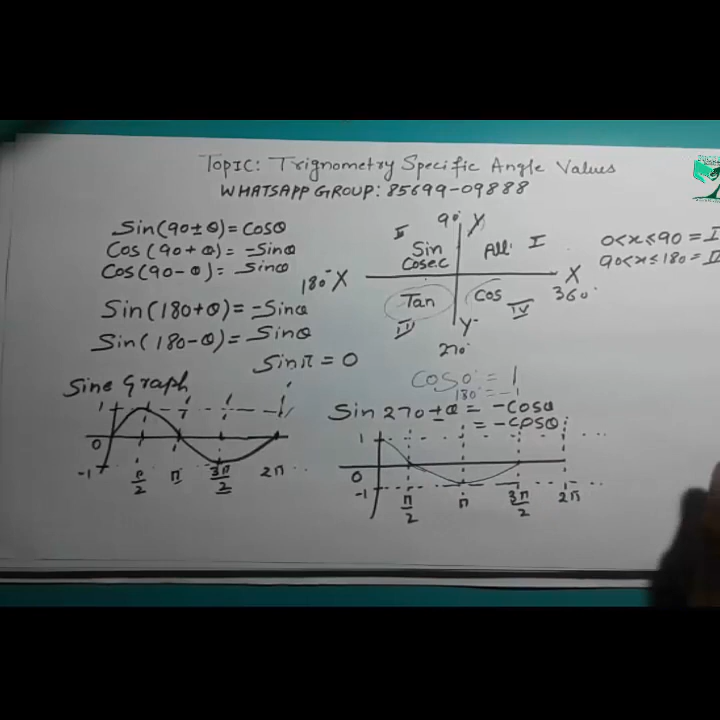 TOPIC: Trignometry Specific Angle Values
WHATSAPP GROUP: 85699-09888
Sin(90±θ)=Cosθ
Cos(90+θ)=-Sinθ
Cos(90-θ)= Sinθ
Sin(180+θ)=-Sinθ
Sin(180-θ)=Sinθ
Sinπ = 0
90° Y
II Sin Cosec
All I
180° X
X 360°
Tan III
Cos IV
Y-
270°
0<x≤90 = I
90<x≤180 = II
Sine Graph
1
0
-1
π/2 π 3π/2 2π
Cos0° = 1
180° = -1
Sin270±θ = -Cosθ
= -Cosθ
1
0
-1
π/2 π 3π/2 2π